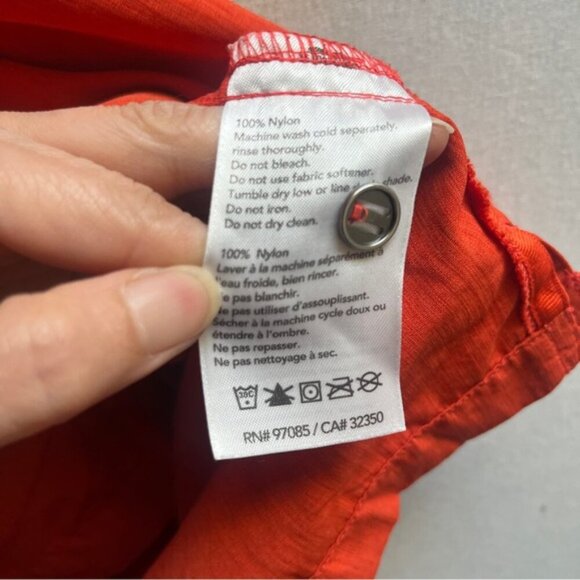 100% Nylon
Machine wash cold separately,
rinse thoroughly.
Do not bleach.
Do not use fabric softener.
Tumble dry low or line shade.
Do not iron.
Do not dry clean.
100% Nylon
Laver à la machine séparément à
l'eau froide, bien rincer.
Ne pas blanchir.
Ne pas utiliser d'assouplissant.
Sécher à la machine cycle doux ou
étendre à l'ombre.
Ne pas repasser.
Ne pas nettoyage à sec.
30C
RN# 97085 / CA# 32350